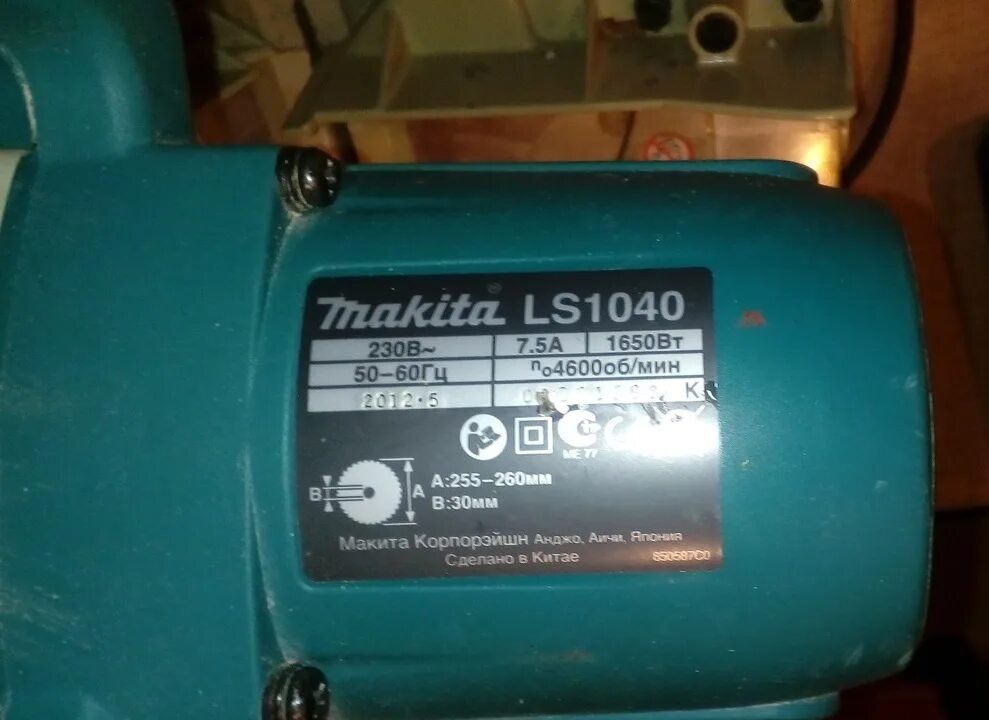 makita LS1040
230В~ 7.5А 1650Вт
50-60Гц n₀4600об/мин
2012.5 K
ME 77
A:255-260мм
B:30мм
B A
Макита Корпорэйшн Анджо, Аичи, Япония
Сделано в Китае 850587C0